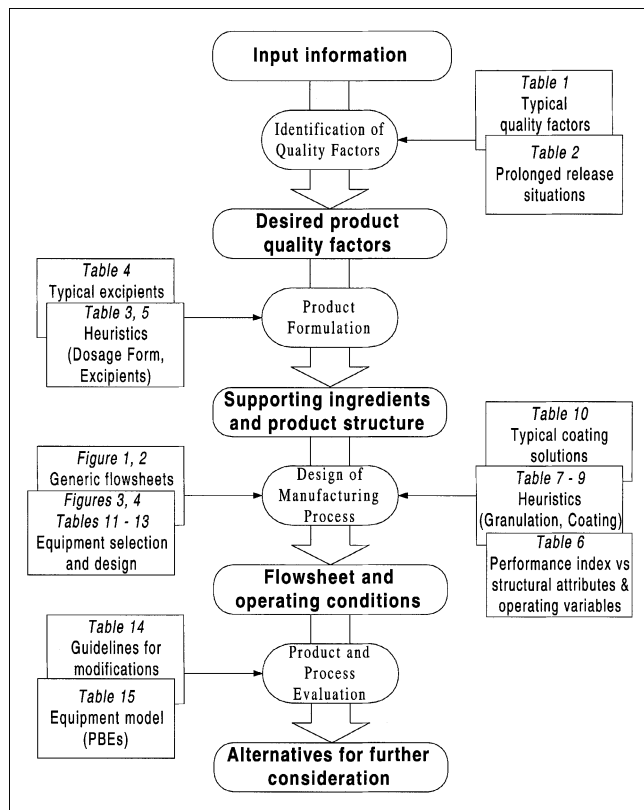 Input information
Table 1
Typical
quality factors
Identification of
Quality Factors
Table 2
Prolonged release
situations
Desired product
quality factors
Table 4
Typical excipients
Table 3, 5
Heuristics
(Dosage Form,
Excipients)
Product
Formulation
Supporting ingredients
and product structure
Table 10
Typical coating
solutions
Figure 1, 2
Generic flowsheets
Figures 3, 4
Tables 11 - 13
Equipment selection
and design
Design of
Manufacturing
Process
Table 7 - 9
Heuristics
(Granulation, Coating)
Table 6
Performance index vs
structural attributes &
operating variables
Flowsheet and
operating conditions
Table 14
Guidelines for
modifications
Table 15
Equipment model
(PBEs)
Product and
Process
Evaluation
Alternatives for further
consideration